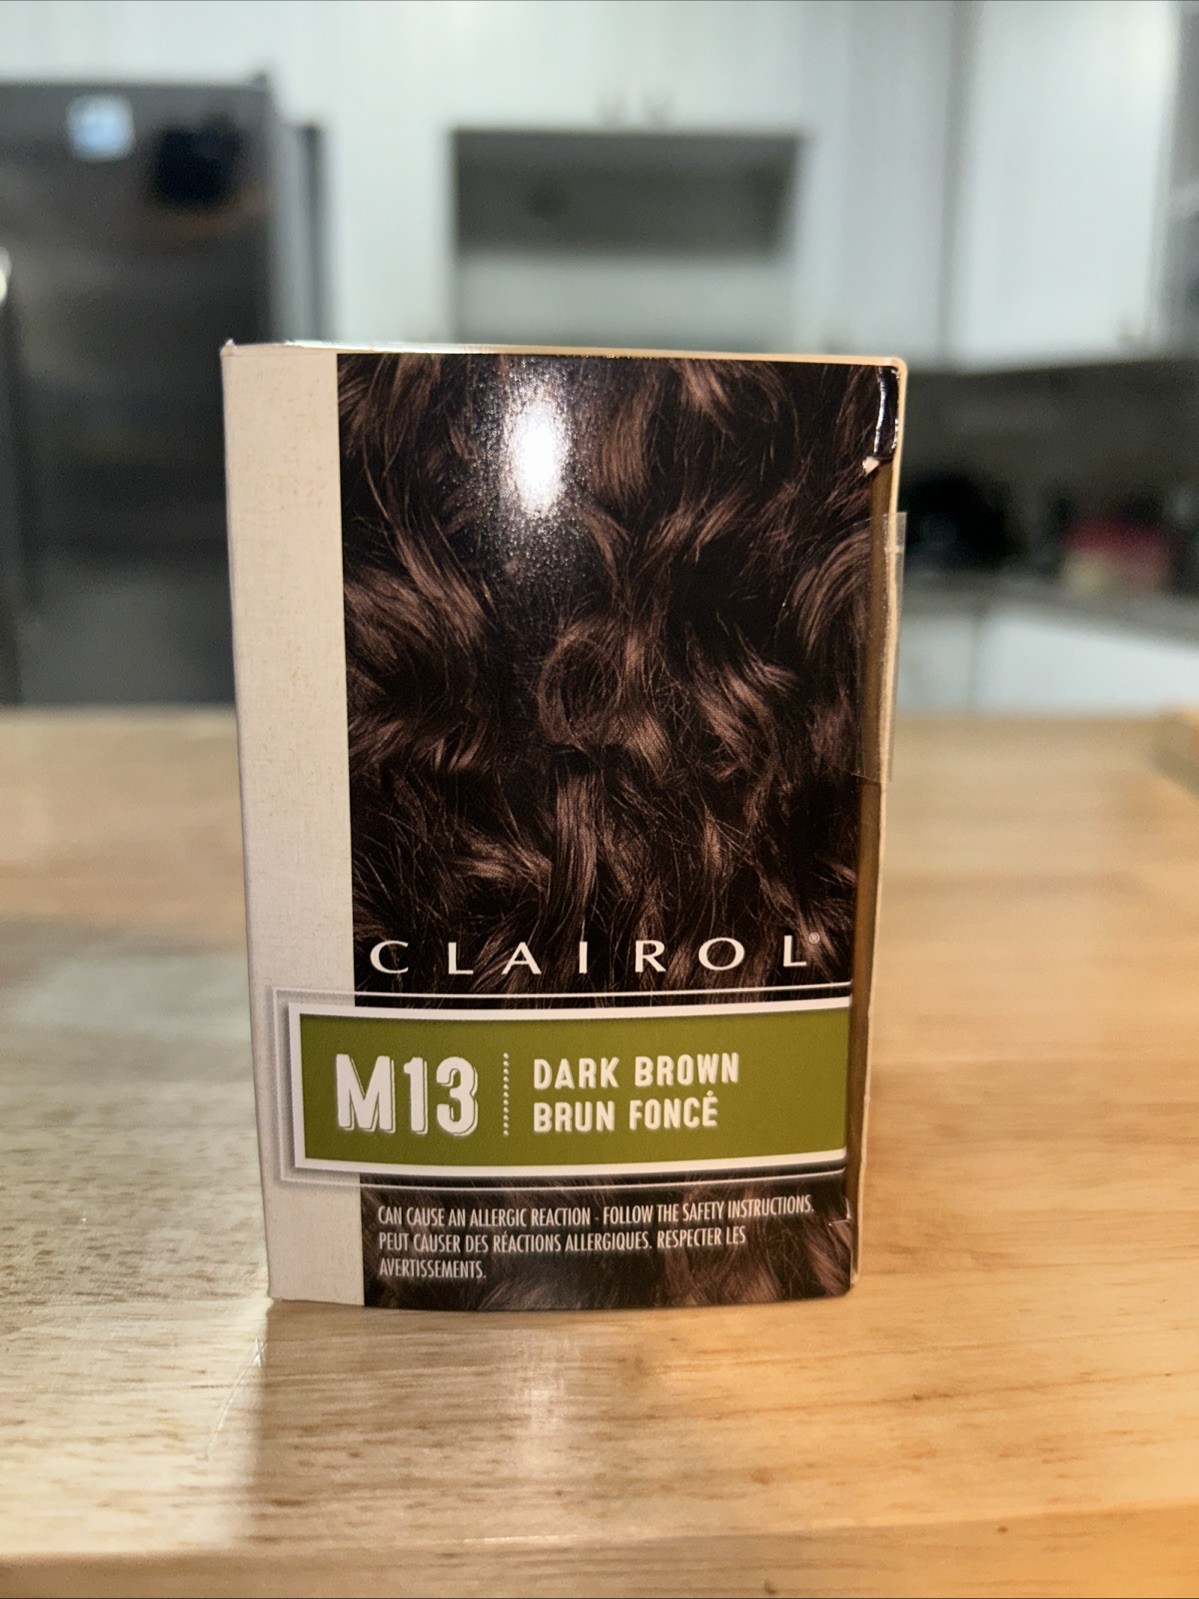 CLAIROL®
M13
DARK BROWN
BRUN FONCÉ
CAN CAUSE AN ALLERGIC REACTION - FOLLOW THE SAFETY INSTRUCTIONS.
PEUT CAUSER DES RÉACTIONS ALLERGIQUES. RESPECTER LES
AVERTISSEMENTS.